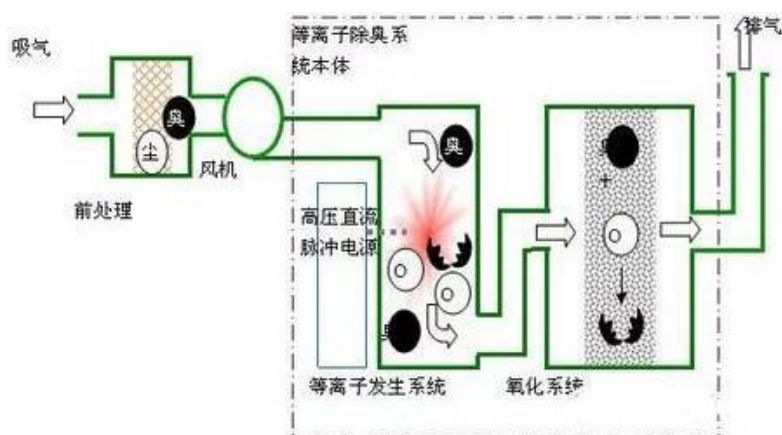 吸气
等离子除臭系
统本体
排气
臭
尘
风机
前处理
臭
高压直流
脉冲电源
O
O
臭
臭
+
O
等离子发生系统
氧化系统